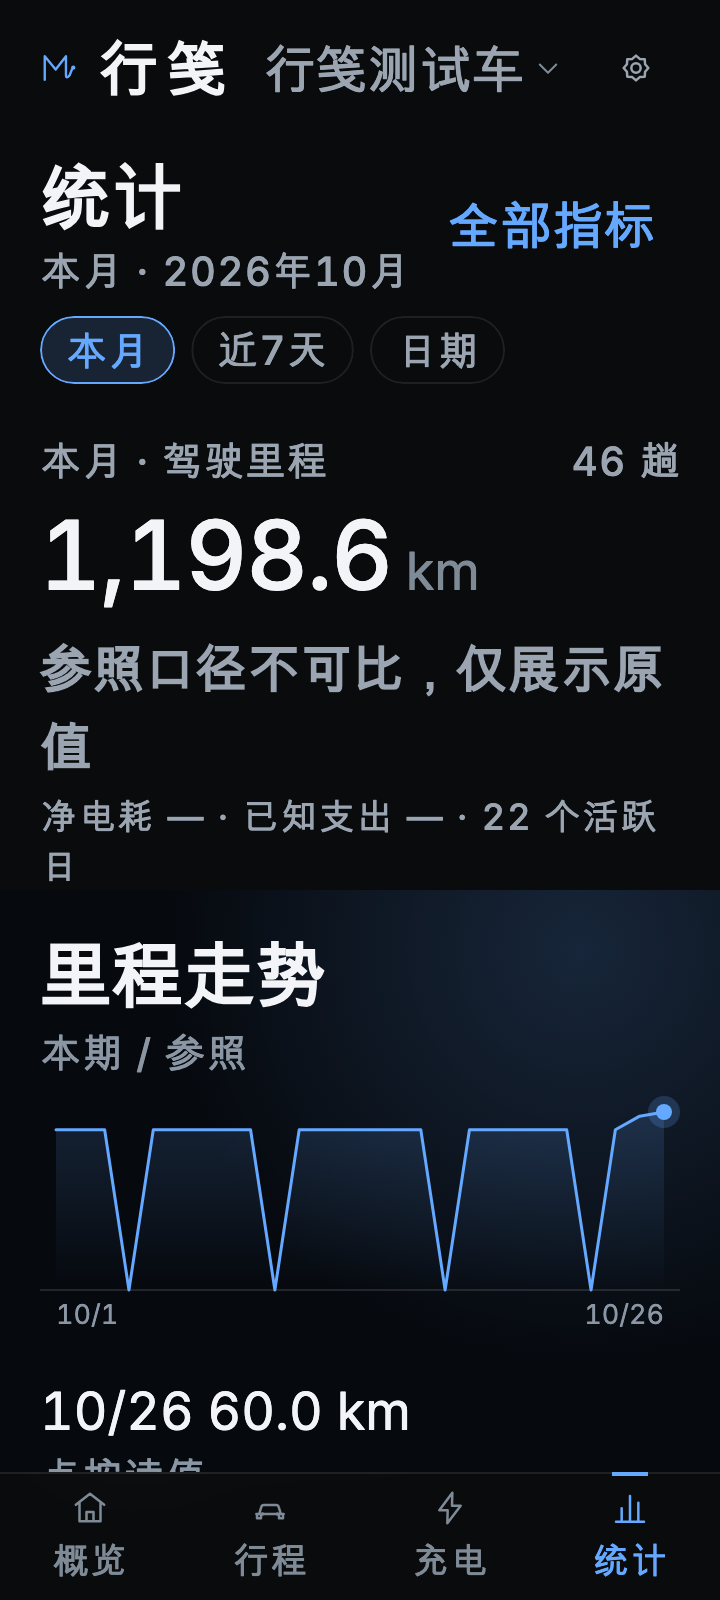 行笺 行笺测试车
统计
全部指标
本月 · 2026年10月
本月 近7天 日期
本月 · 驾驶里程 46 趟
1,198.6 km
参照口径不可比，仅展示原
值
净电耗 — · 已知支出 — · 22 个活跃
日
里程走势
本期 / 参照
10/1 10/26
10/26 60.0 km
点按读值
概览 行程 充电 统计